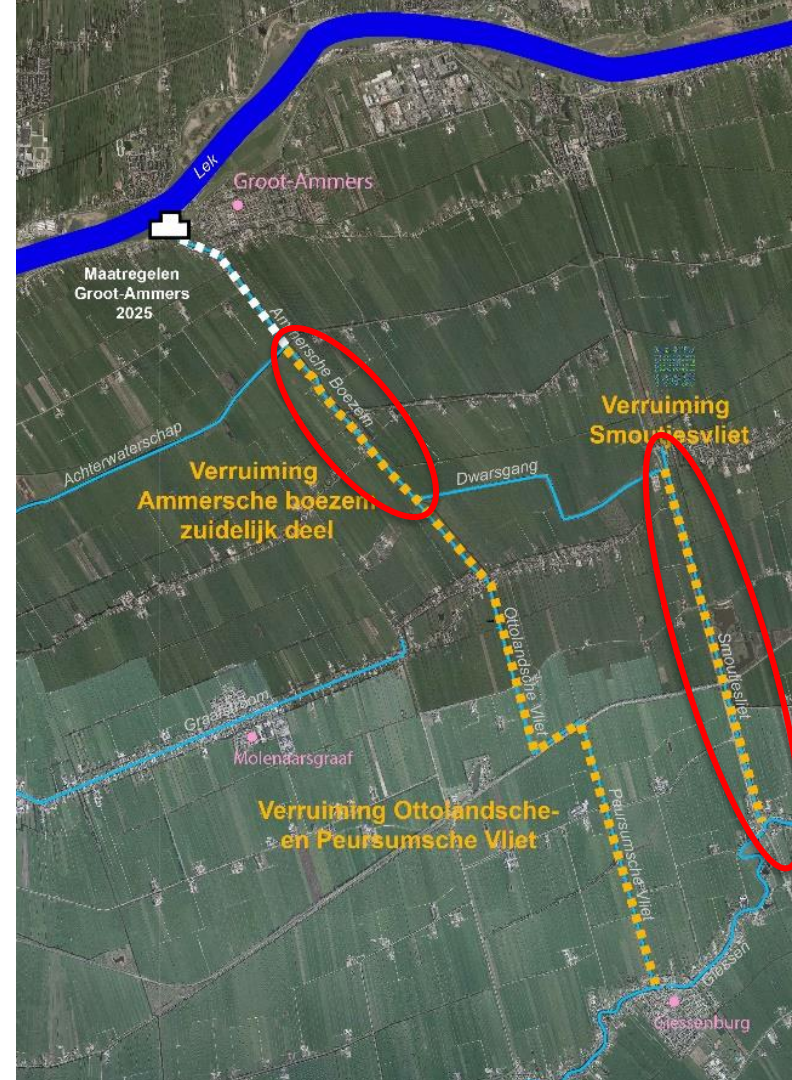 Lek
Groot-Ammers
Maatregelen
Groot-Ammers
2025
Ammersche Boezem
Verruiming
Smoutjesvliet
Achterwaterschap
Verruiming
Ammersche boezem
zuidelijk deel
Dwarsgang
Ottolandsche Vliet
Smoutjesliet
Graafstroom
Molenaarsgraaf
Verruiming Ottolandsche-
en Peursumsche Vliet
Peursumsche Vliet
Giessen
Giessenburg